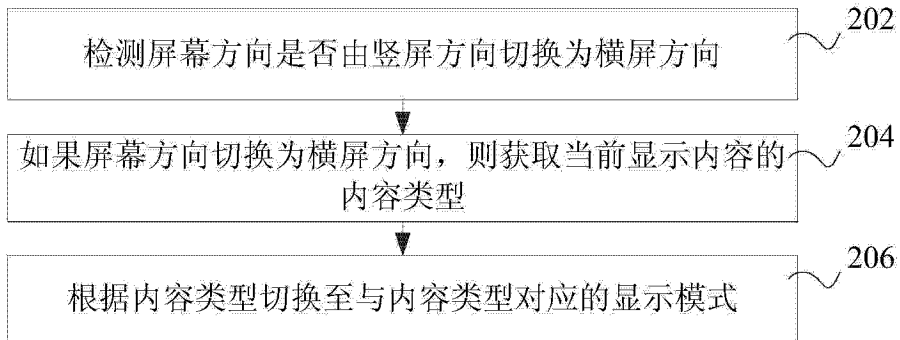 202
检测屏幕方向是否由竖屏方向切换为横屏方向
204
如果屏幕方向切换为横屏方向，则获取当前显示内容的
内容类型
206
根据内容类型切换至与内容类型对应的显示模式